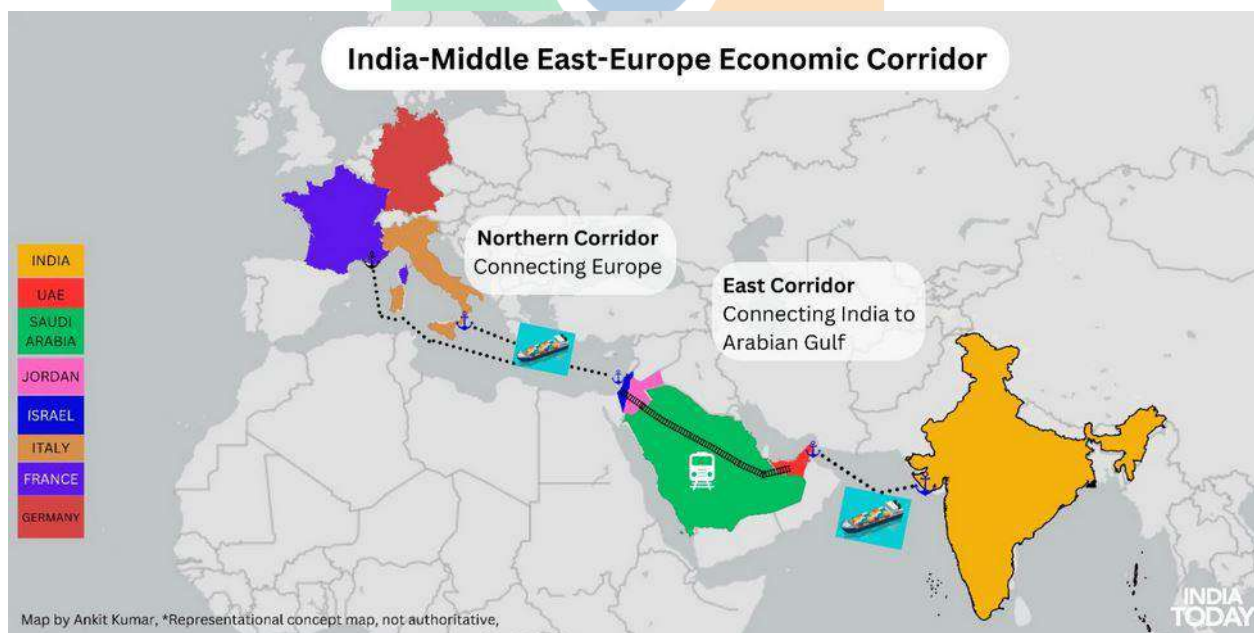 India-Middle East-Europe Economic Corridor
Northern Corridor
Connecting Europe
East Corridor
Connecting India to
Arabian Gulf
INDIA
UAE
SAUDI
ARABIA
JORDAN
ISRAEL
ITALY
FRANCE
GERMANY
Map by Ankit Kumar, *Representational concept map, not authoritative,
INDIA
TODAY